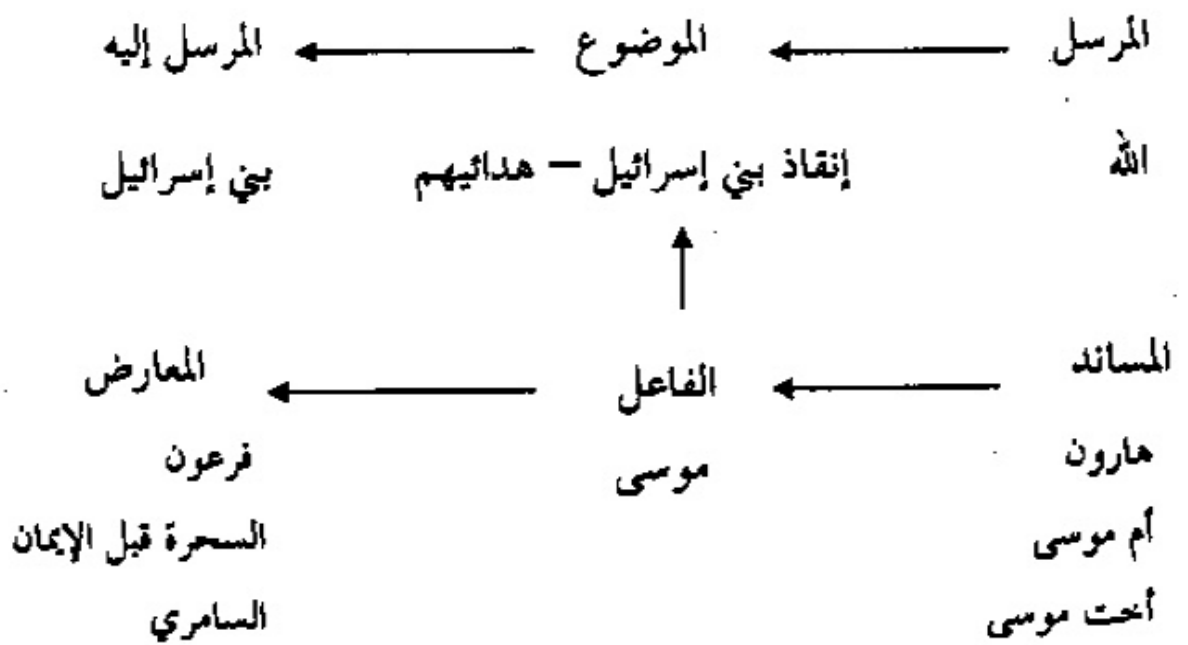 المرسل الموضوع المرسل إليه
الله إنقاذ بني إسرائيل – هدائيهم بني إسرائيل
المساند الفاعل المعارض
هارون موسى فرعون
أم موسى السحرة قبل الإيمان
أخت موسى السامري